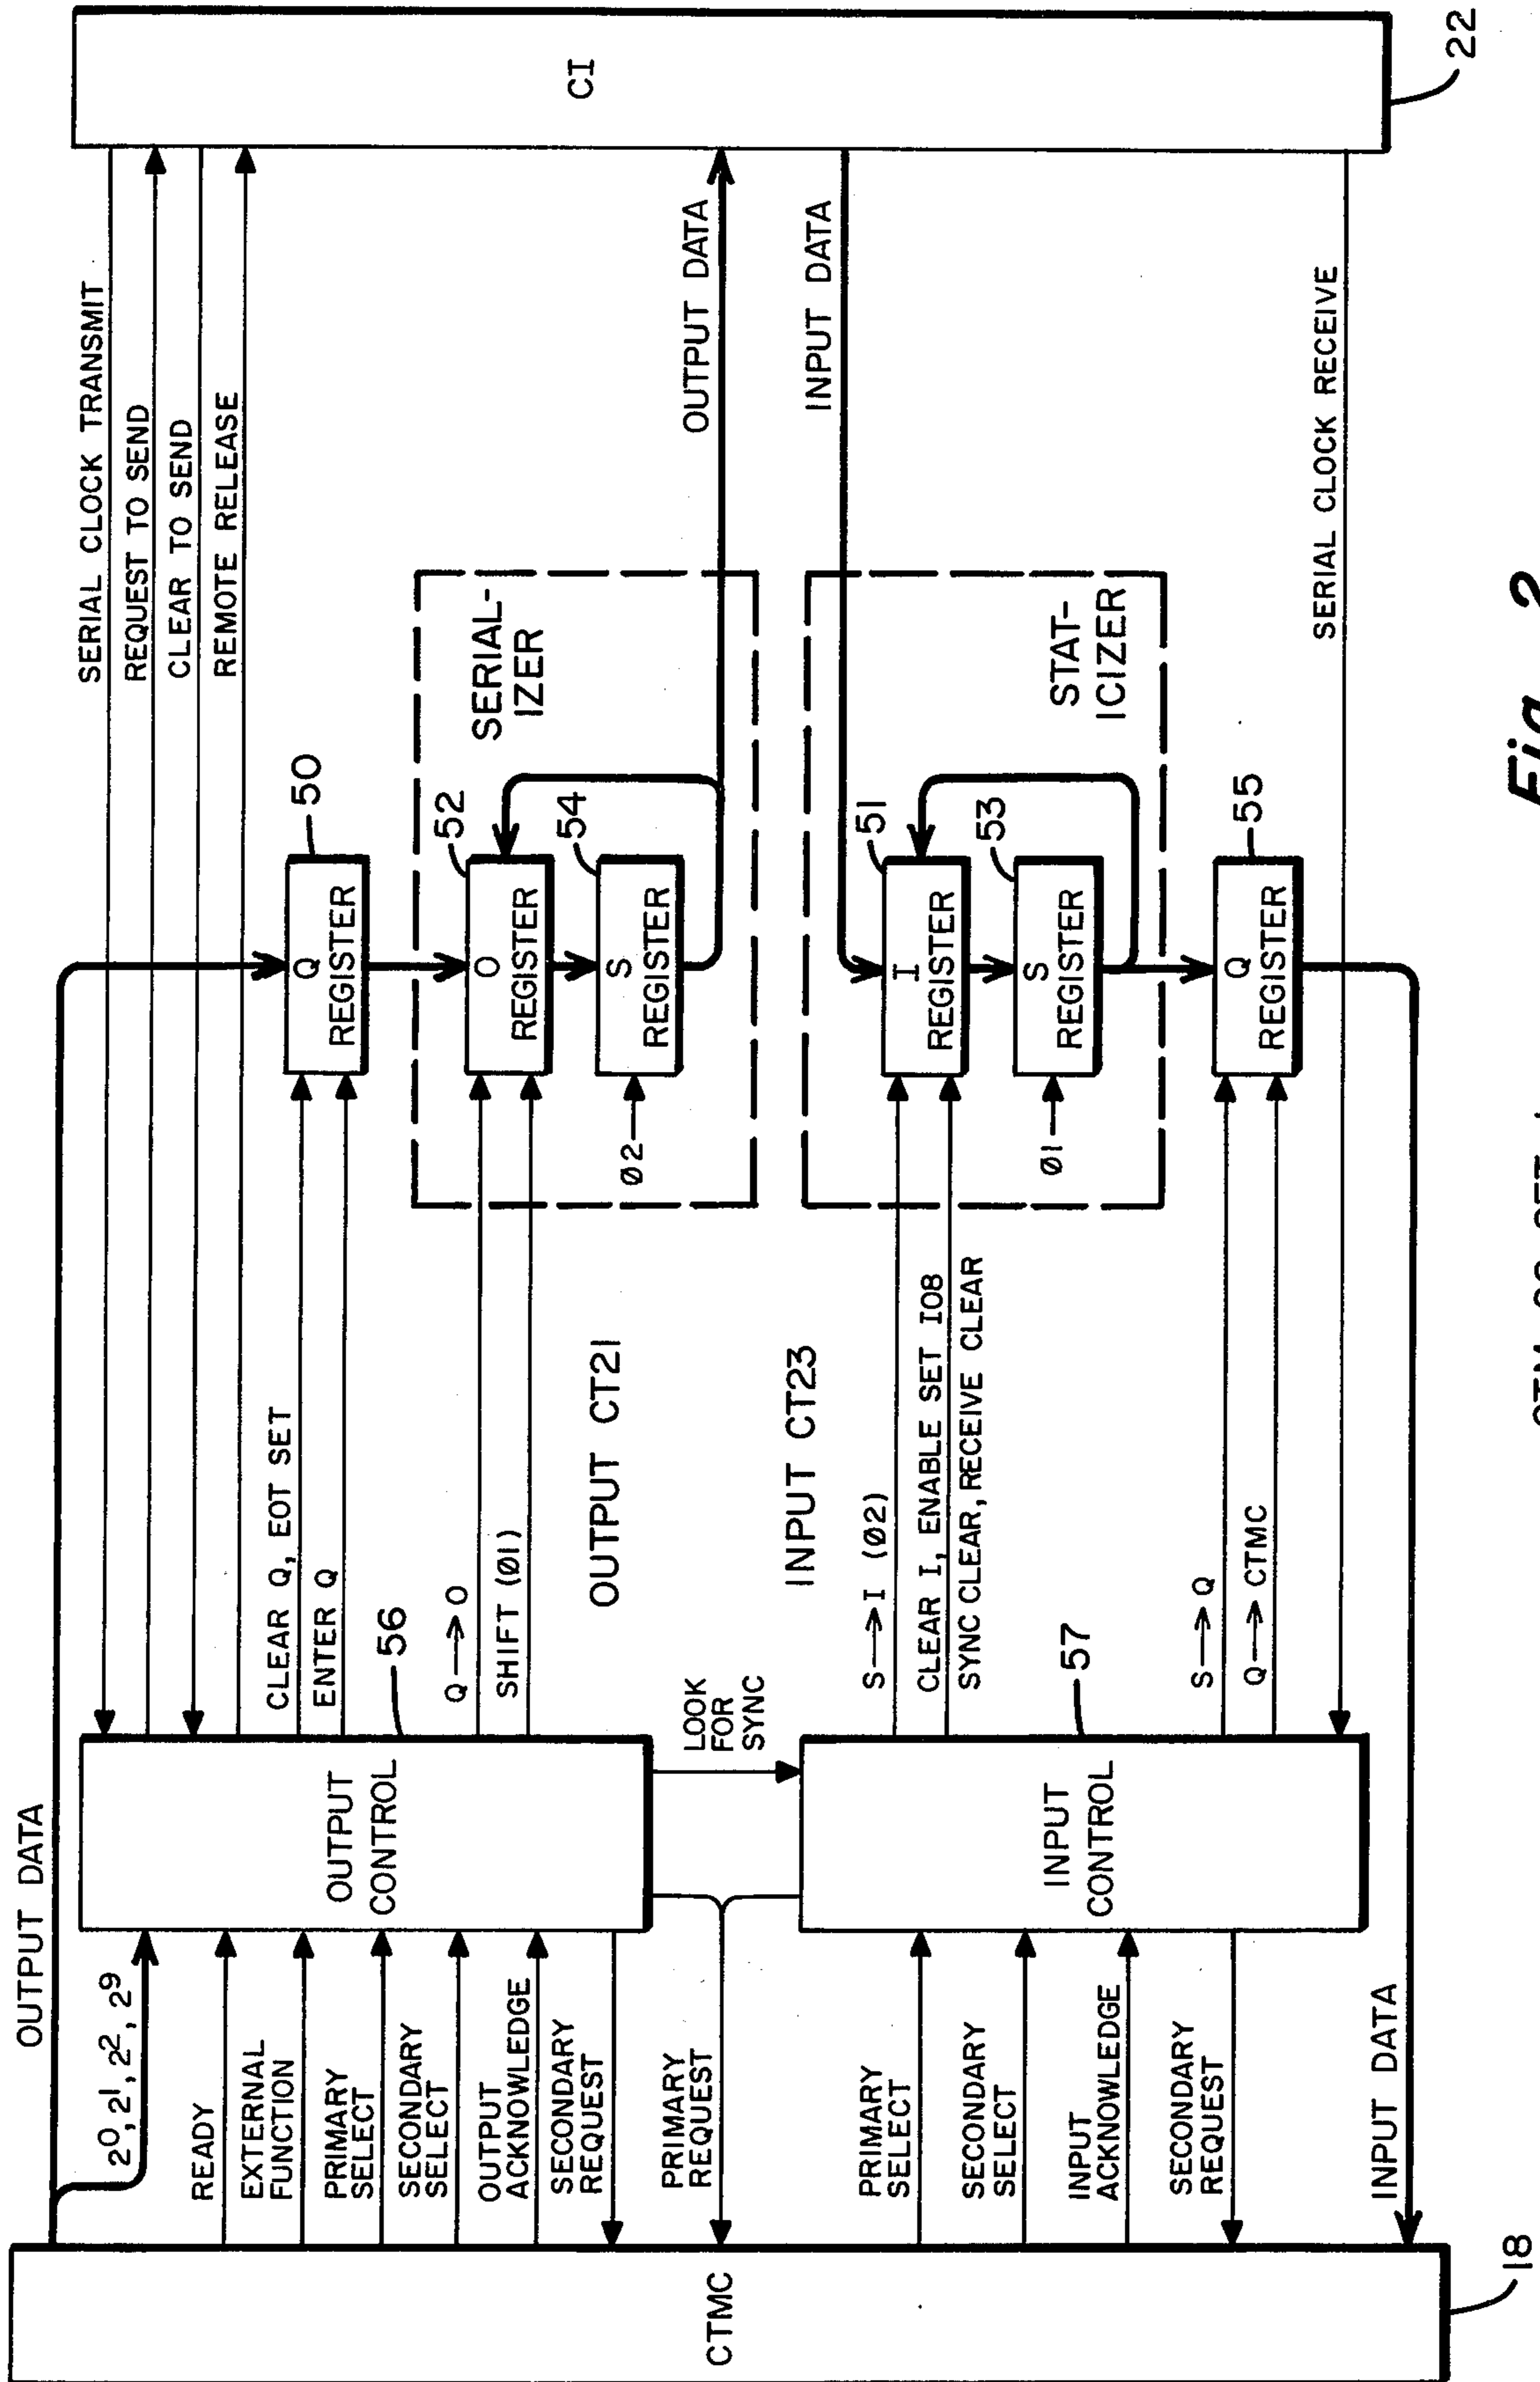 OUTPUT DATA
2⁰, 2¹, 2², 2⁹
READY
EXTERNAL
FUNCTION
PRIMARY
SELECT
SECONDARY
SELECT
OUTPUT
ACKNOWLEDGE
SECONDARY
REQUEST
PRIMARY
REQUEST
PRIMARY
SELECT
SECONDARY
SELECT
INPUT
ACKNOWLEDGE
SECONDARY
REQUEST
INPUT DATA
CTMC
18
OUTPUT
CONTROL
56
LOOK
FOR
SYNC
INPUT
CONTROL
57
CLEAR Q, EOT SET
ENTER Q
Q→O
SHIFT (Ø1)
OUTPUT CT21
INPUT CT23
S→I (Ø2)
CLEAR I, ENABLE SET IO8
SYNC CLEAR, RECEIVE CLEAR
S→Q
Q→CTMC
Q
REGISTER
50
O
REGISTER
52
S
REGISTER
54
Ø2
SERIAL-
IZER
I
REGISTER
51
S
REGISTER
53
Ø1
STAT-
ICIZER
Q
REGISTER
55
SERIAL CLOCK TRANSMIT
REQUEST TO SEND
CLEAR TO SEND
REMOTE RELEASE
OUTPUT DATA
INPUT DATA
SERIAL CLOCK RECEIVE
CI
22